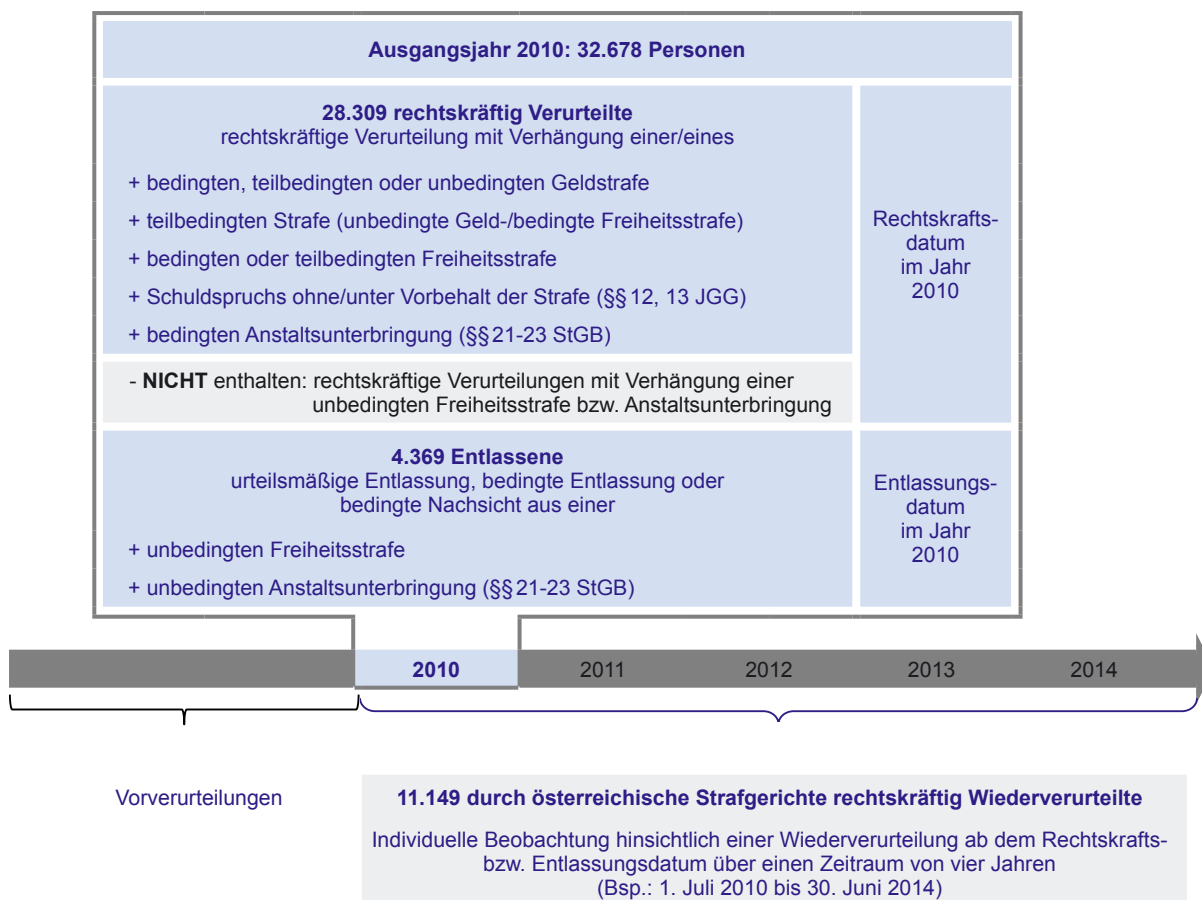 Ausgangsjahr 2010: 32.678 Personen
28.309 rechtskräftig Verurteilte
rechtskräftige Verurteilung mit Verhängung einer/eines
+ bedingten, teilbedingten oder unbedingten Geldstrafe
+ teilbedingten Strafe (unbedingte Geld-/bedingte Freiheitsstrafe)
+ bedingten oder teilbedingten Freiheitsstrafe
+ Schuldspruchs ohne/unter Vorbehalt der Strafe (§§ 12, 13 JGG)
+ bedingten Anstaltsunterbringung (§§ 21-23 StGB)
- NICHT enthalten: rechtskräftige Verurteilungen mit Verhängung einer
unbedingten Freiheitsstrafe bzw. Anstaltsunterbringung
Rechtskrafts-
datum
im Jahr
2010
4.369 Entlassene
urteilsmäßige Entlassung, bedingte Entlassung oder
bedingte Nachsicht aus einer
+ unbedingten Freiheitsstrafe
+ unbedingten Anstaltsunterbringung (§§ 21-23 StGB)
Entlassungs-
datum
im Jahr
2010
2010 2011 2012 2013 2014
Vorverurteilungen
11.149 durch österreichische Strafgerichte rechtskräftig Wiederverurteilte
Individuelle Beobachtung hinsichtlich einer Wiederverurteilung ab dem Rechtskrafts-
bzw. Entlassungsdatum über einen Zeitraum von vier Jahren
(Bsp.: 1. Juli 2010 bis 30. Juni 2014)